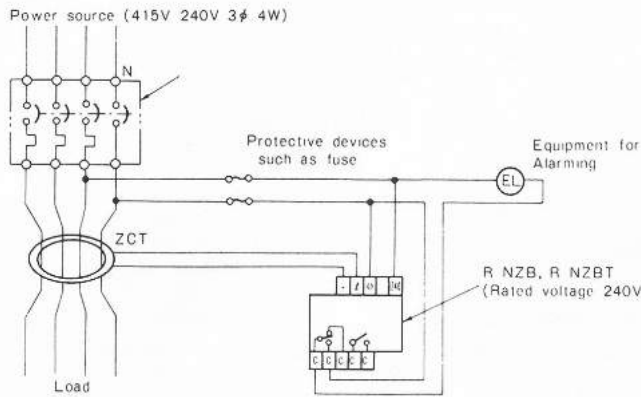 Power source (415V 240V 3ϕ 4W)
N
Protective devices
such as fuse
Equipment for
Alarming
EL
ZCT
R NZB, R NZBT
(Rated voltage 240V
C C C C C
Load